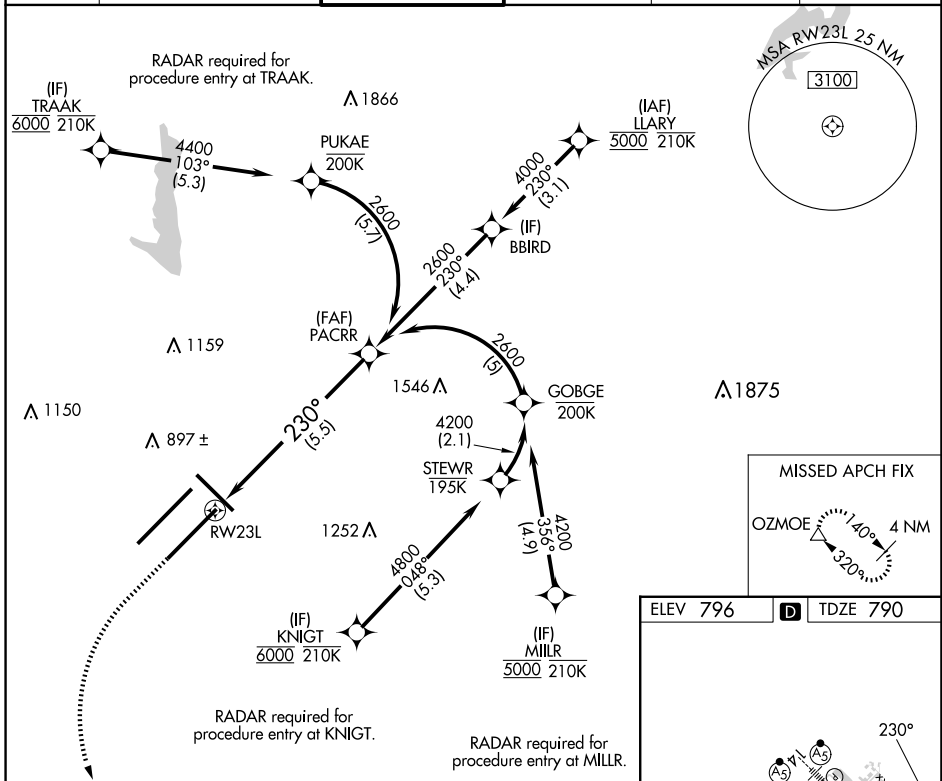 RADAR required for
procedure entry at TRAAK.
MSA RW23L 25 NM
3100
(IF)
TRAAK
6000 210K
1866
(IAF)
LLARY
5000 210K
PUKAE
200K
4400
103°
(5.3)
4000
230°
(3.1)
2600
(5.7)
(IF)
BBIRD
2600
230°
(4.4)
(FAF)
PACRR
2600
(5)
1159
1546
GOBGE
200K
1875
1150
897 ±
230°
(5.5)
4200
(2.1)
STEWR
195K
MISSED APCH FIX
OZMOE
140°
4 NM
320°
RW23L
1252
4200
356°
(4.9)
4800
048°
(5.3)
(IF)
KNIGT
6000 210K
(IF)
MIILR
5000 210K
ELEV 796
D
TDZE 790
RADAR required for
procedure entry at KNIGT.
RADAR required for
procedure entry at MILLR.
230°
A5
A5